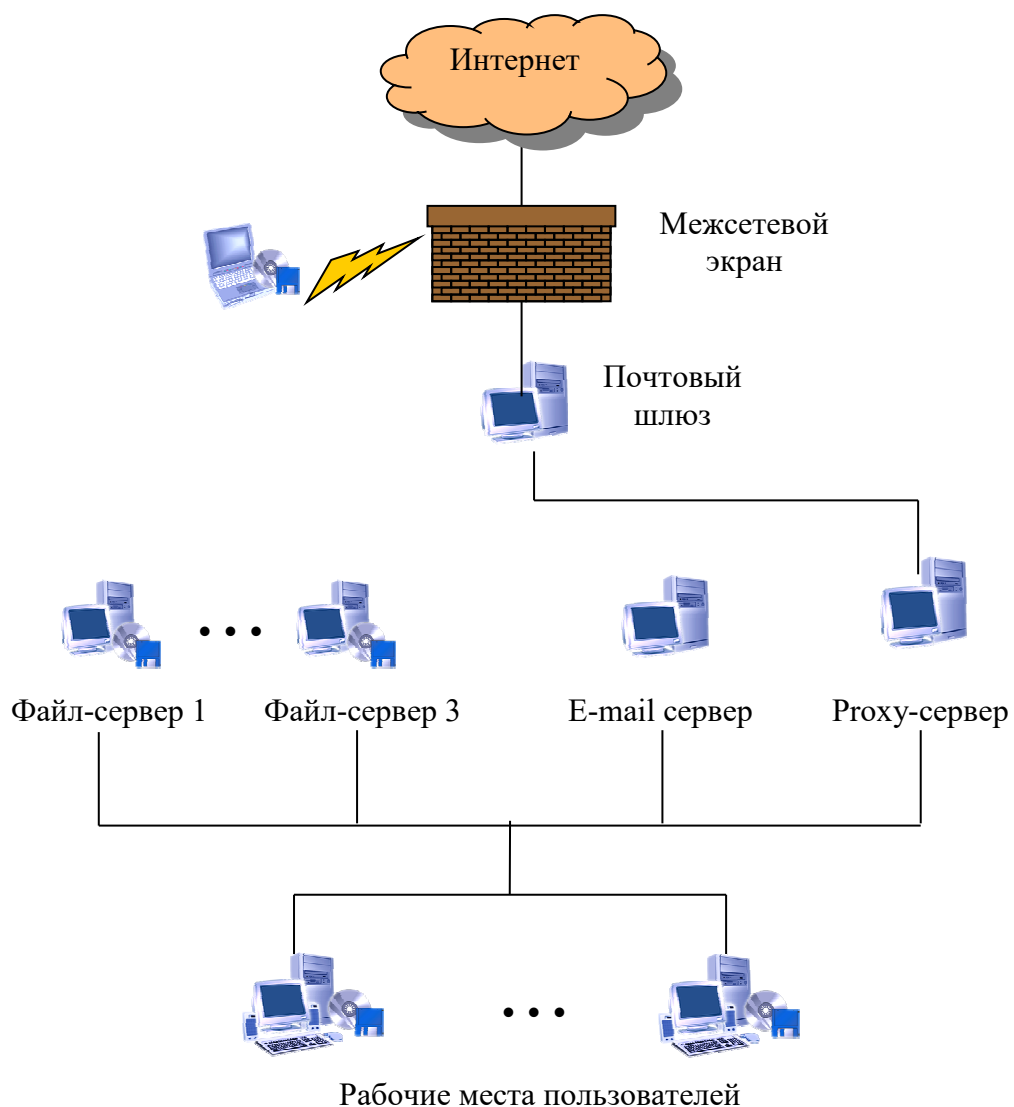 Интернет
Межсетевой
экран
Почтовый
шлюз
Файл-сервер 1
Файл-сервер 3
E-mail сервер
Proxy-сервер
Рабочие места пользователей